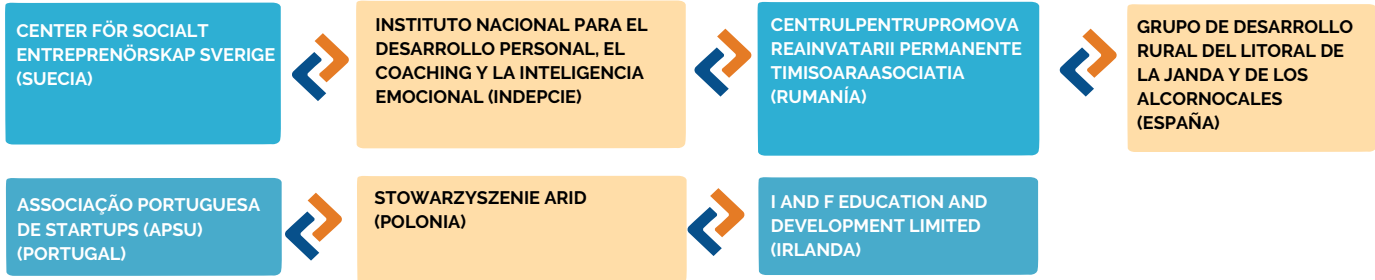 CENTER FÖR SOCIALT
ENTREPRENÖRSKAP SVERIGE
(SUECIA)
INSTITUTO NACIONAL PARA EL
DESARROLLO PERSONAL, EL
COACHING Y LA INTELIGENCIA
EMOCIONAL (INDEPCIE)
CENTRULPENTRUPROMOVA
REAINVATARII PERMANENTE
TIMISOARAASOCIATIA
(RUMANÍA)
GRUPO DE DESARROLLO
RURAL DEL LITORAL DE
LA JANDA Y DE LOS
ALCORNOCALES
(ESPAÑA)
ASSOCIAÇÃO PORTUGUESA
DE STARTUPS (APSU)
(PORTUGAL)
STOWARZYSZENIE ARID
(POLONIA)
I AND F EDUCATION AND
DEVELOPMENT LIMITED
(IRLANDA)